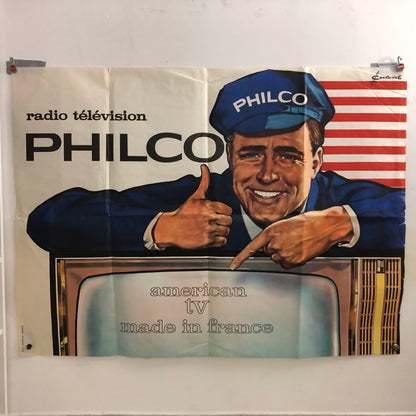 radio télévision
PHILCO
PHILCO
american
tv
made in france